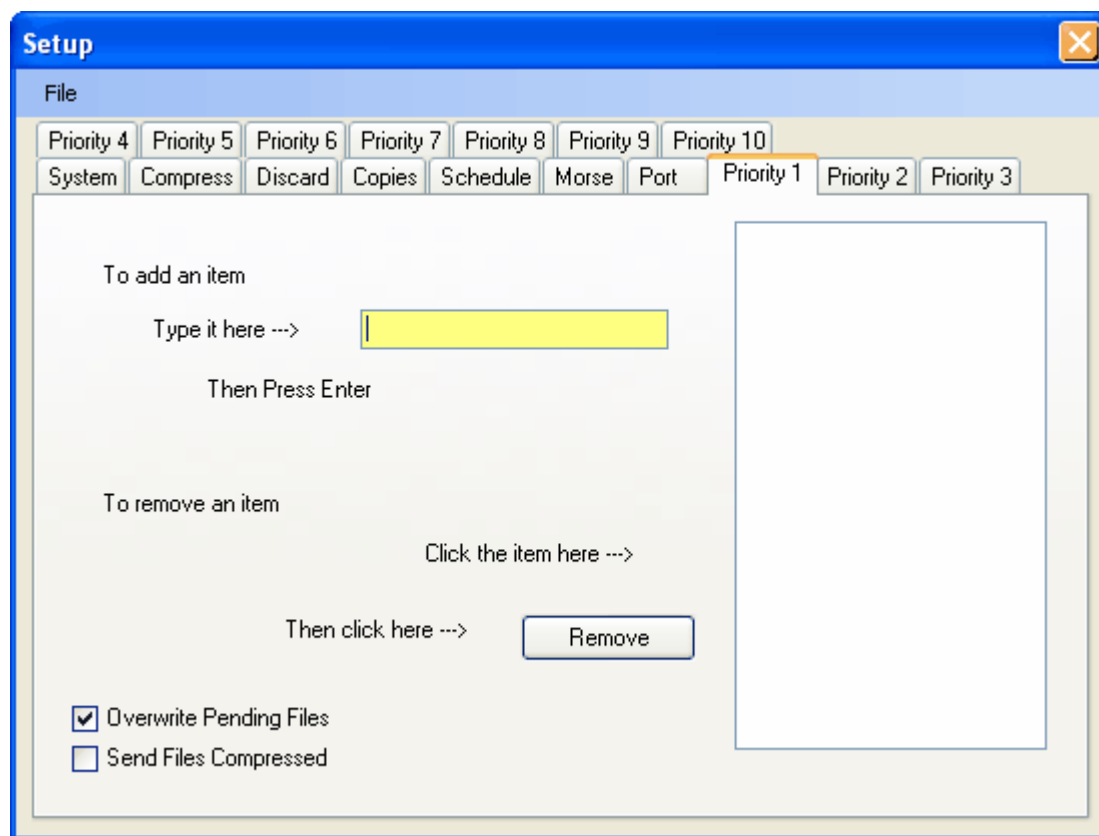 Setup
File
Priority 4 Priority 5 Priority 6 Priority 7 Priority 8 Priority 9 Priority 10
System Compress Discard Copies Schedule Morse Port Priority 1 Priority 2 Priority 3
To add an item
Type it here --->
Then Press Enter
To remove an item
Click the item here --->
Then click here --->
Remove
Overwrite Pending Files
Send Files Compressed